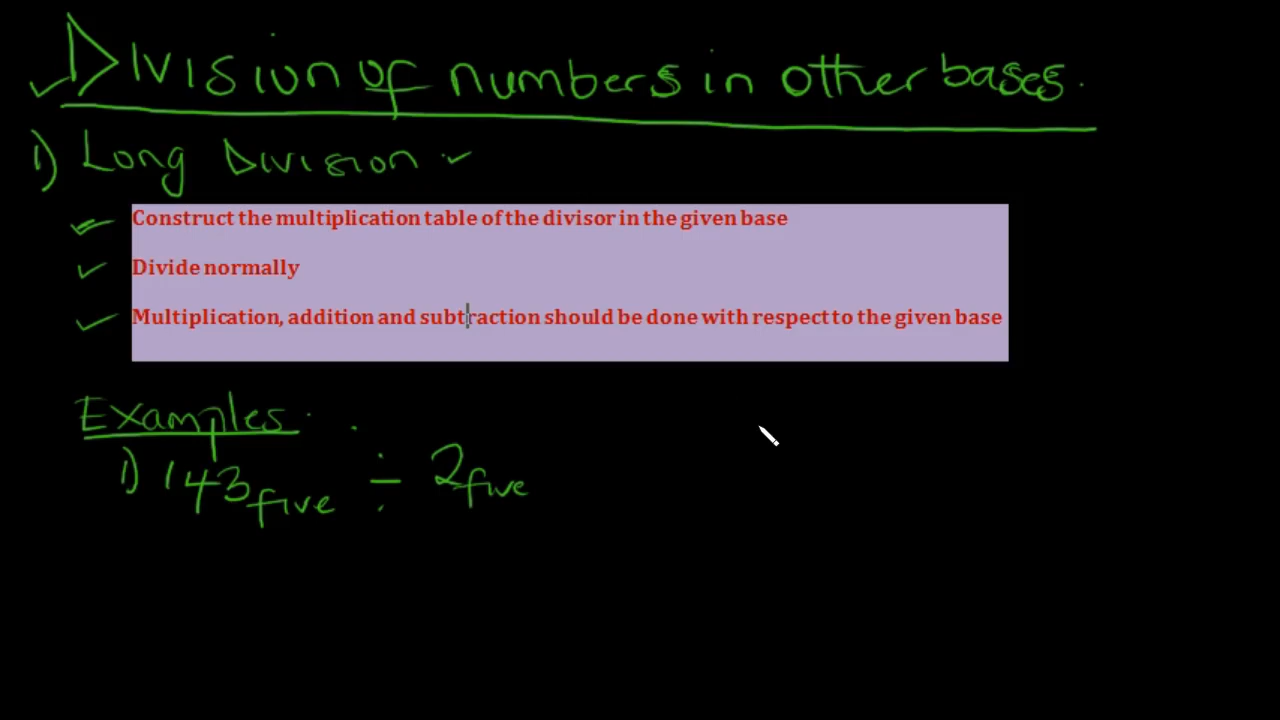 Division of numbers in other bases.
1) Long Division
Construct the multiplication table of the divisor in the given base
Divide normally
Multiplication, addition and subtraction should be done with respect to the given base
Examples
1) 143five ÷ 2five